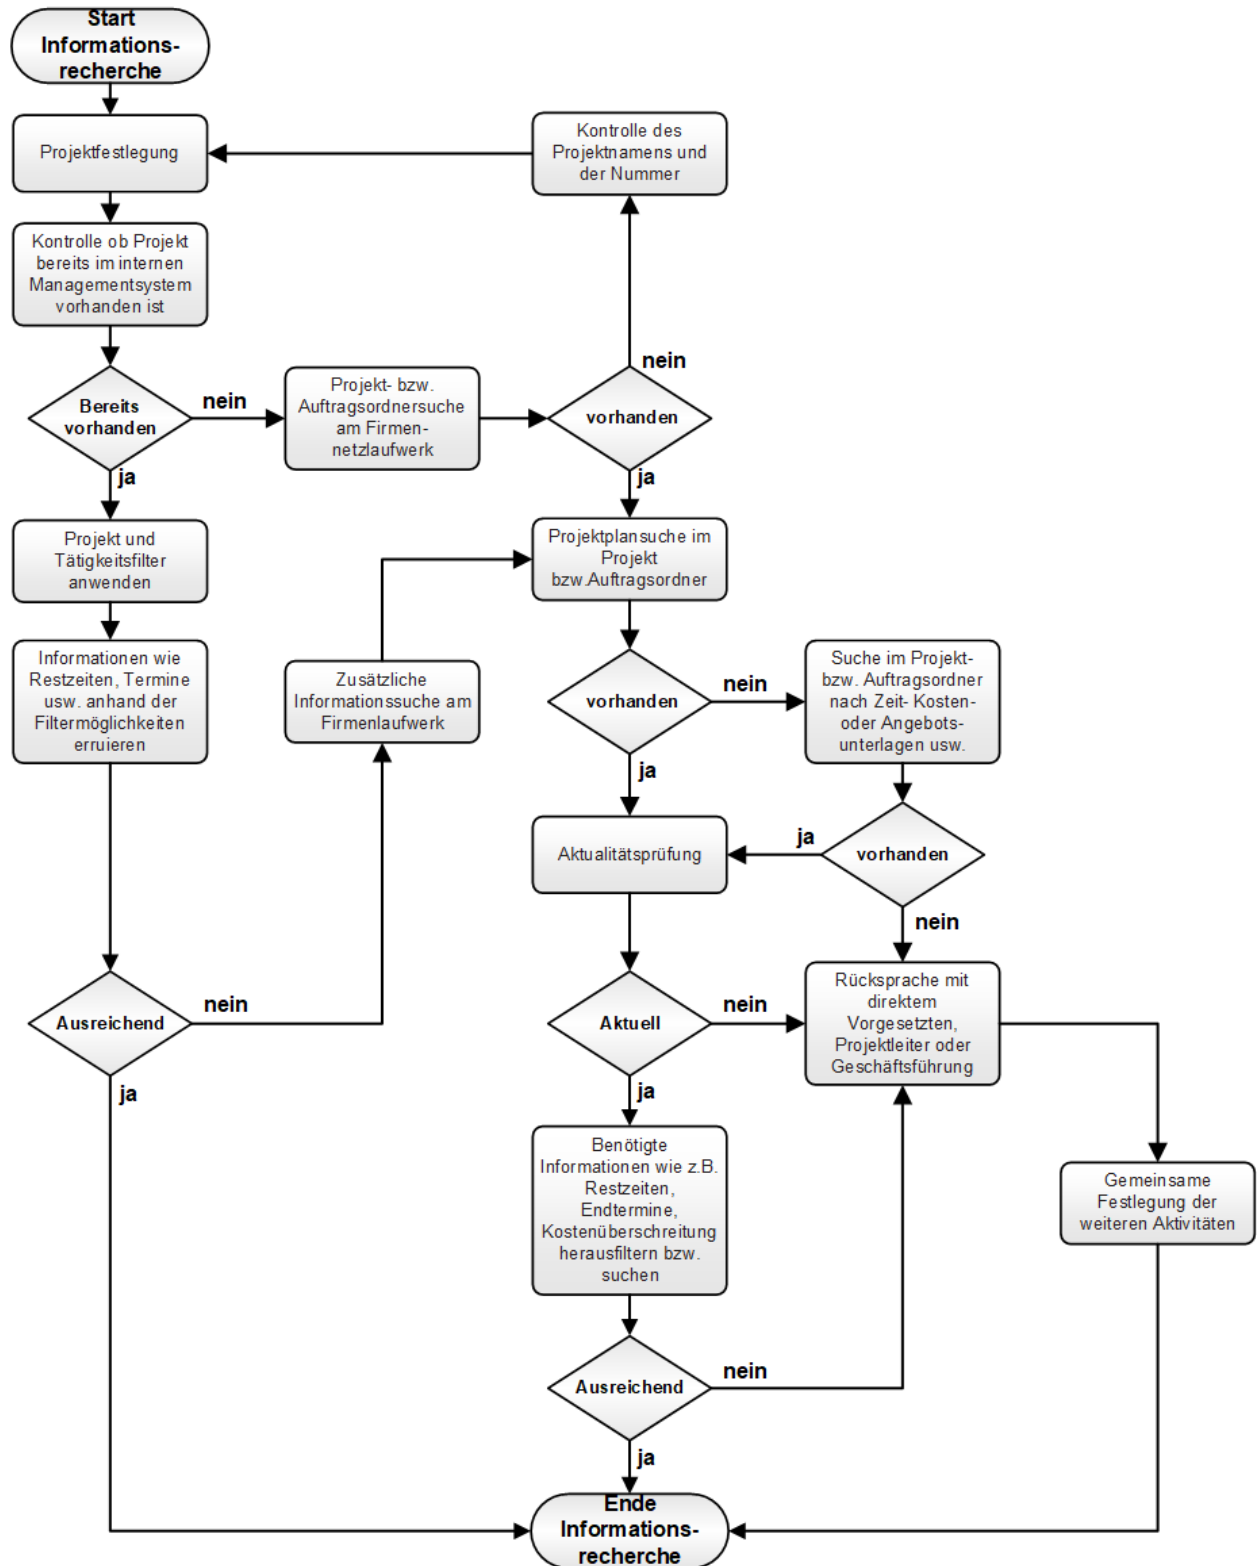 Start
Informations-
recherche
Projektfestlegung
Kontrolle des
Projektnamens und
der Nummer
Kontrolle ob Projekt
bereits im internen
Managementsystem
vorhanden ist
nein
Bereits
vorhanden
nein
Projekt- bzw.
Auftragsordnersuche
am Firmen-
netzlaufwerk
vorhanden
ja
ja
Projekt und
Tätigkeitsfilter
anwenden
Projektplansuche im
Projekt
bzw.Auftragsordner
Informationen wie
Restzeiten, Termine
usw. anhand der
Filtermöglichkeiten
erruieren
Zusätzliche
Informationssuche am
Firmenlaufwerk
vorhanden
nein
Suche im Projekt-
bzw. Auftragsordner
nach Zeit- Kosten-
oder Angebots-
unterlagen usw.
ja
Aktualitätsprüfung
ja
vorhanden
nein
Ausreichend
nein
Aktuell
nein
Rücksprache mit
direktem
Vorgesetzten,
Projektleiter oder
Geschäftsführung
ja
ja
Benötigte
Informationen wie z.B.
Restzeiten,
Endtermine,
Kostenüberschreitung
herausfiltern bzw.
suchen
Gemeinsame
Festlegung der
weiteren Aktivitäten
Ausreichend
nein
ja
Ende
Informations-
recherche